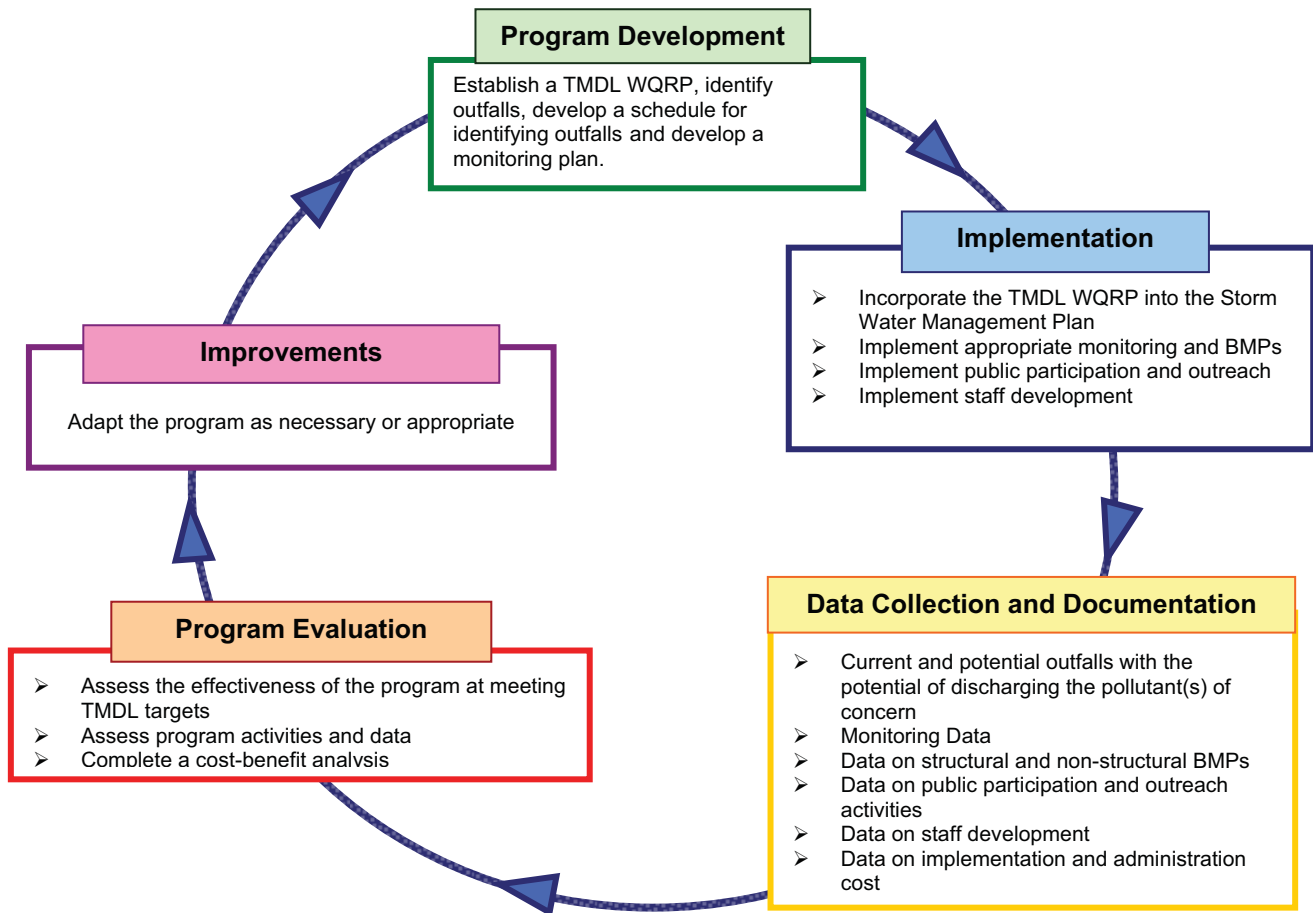 Program Development
Establish a TMDL WQRP, identify
outfalls, develop a schedule for
identifying outfalls and develop a
monitoring plan.
Implementation
➢ Incorporate the TMDL WQRP into the Storm
Water Management Plan
➢ Implement appropriate monitoring and BMPs
➢ Implement public participation and outreach
➢ Implement staff development
Data Collection and Documentation
➢ Current and potential outfalls with the
potential of discharging the pollutant(s) of
concern
➢ Monitoring Data
➢ Data on structural and non-structural BMPs
➢ Data on public participation and outreach
activities
➢ Data on staff development
➢ Data on implementation and administration
cost
Program Evaluation
➢ Assess the effectiveness of the program at meeting
TMDL targets
➢ Assess program activities and data
➢ Complete a cost-benefit analysis
Improvements
Adapt the program as necessary or appropriate